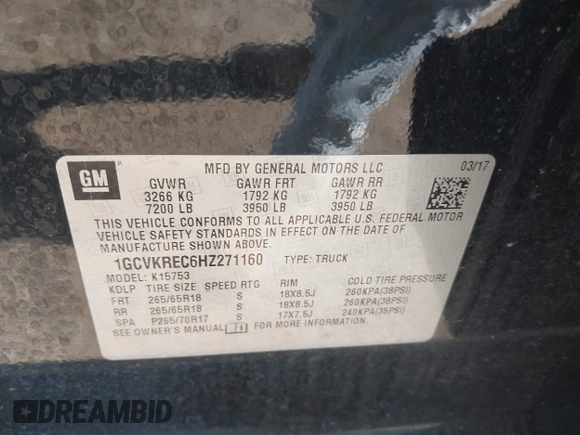 GM
MFD BY GENERAL MOTORS LLC 03/17
GVWR GAWR FRT GAWR RR
3266 KG 1792 KG 1792 KG
7200 LB 3950 LB 3950 LB
THIS VEHICLE CONFORMS TO ALL APPLICABLE U.S. FEDERAL MOTOR
VEHICLE SAFETY STANDARDS IN EFFECT ON THE DATE OF
MANUFACTURE SHOWN ABOVE.
1GCVKREC6HZ271160 TYPE: TRUCK
MODEL: K15753
KDLP TIRE SIZE SPEED RTG RIM COLD TIRE PRESSURE
FRT 265/65R18 S 18X8.5J 260KPA(38PSI)
RR 265/65R18 S 18X8.5J 260KPA(38PSI)
SPA P265/70R17 S 17X7.5J 240KPA(35PSI)
SEE OWNER'S MANUAL FOR MORE INFORMATION.
DREAMBID